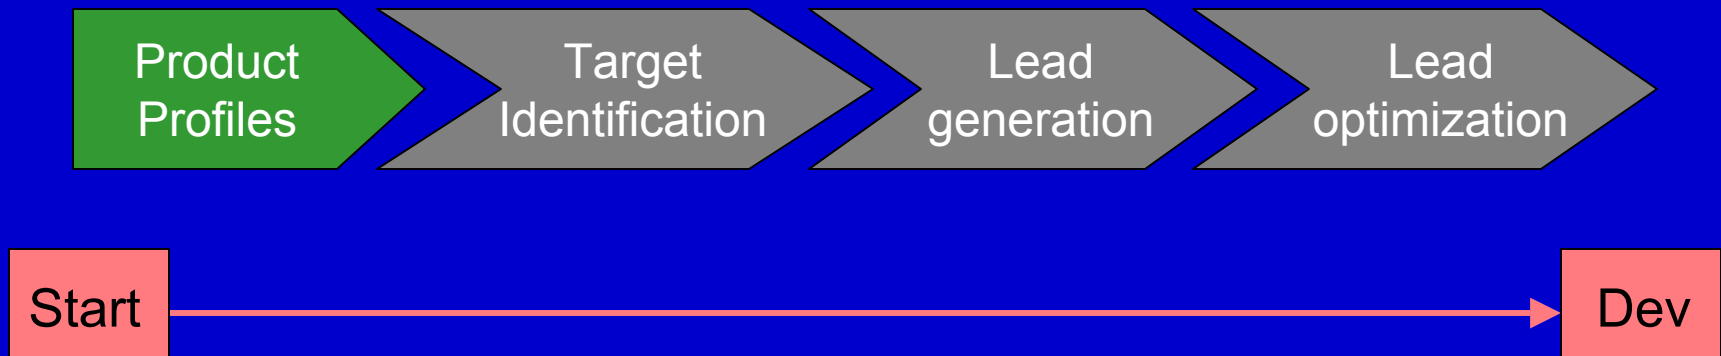 Product
Profiles
Target
Identification
Lead
generation
Lead
optimization
Start
Dev